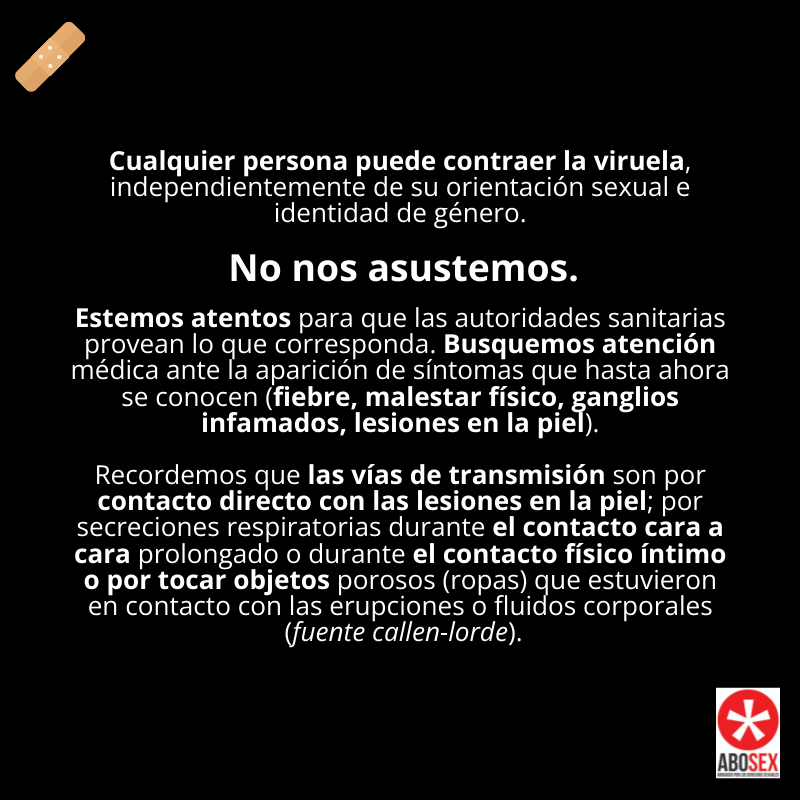 Cualquier persona puede contraer la viruela,
independientemente de su orientación sexual e
identidad de género.
No nos asustemos.
Estemos atentos para que las autoridades sanitarias
provean lo que corresponda. Busquemos atención
médica ante la aparición de síntomas que hasta ahora
se conocen (fiebre, malestar físico, ganglios
infamados, lesiones en la piel).
Recordemos que las vías de transmisión son por
contacto directo con las lesiones en la piel; por
secreciones respiratorias durante el contacto cara a
cara prolongado o durante el contacto físico íntimo
o por tocar objetos porosos (ropas) que estuvieron
en contacto con las erupciones o fluidos corporales
(fuente callen-lorde).
ABOSEX
ABOGADXS POR LOS DERECHOS SEXUALES